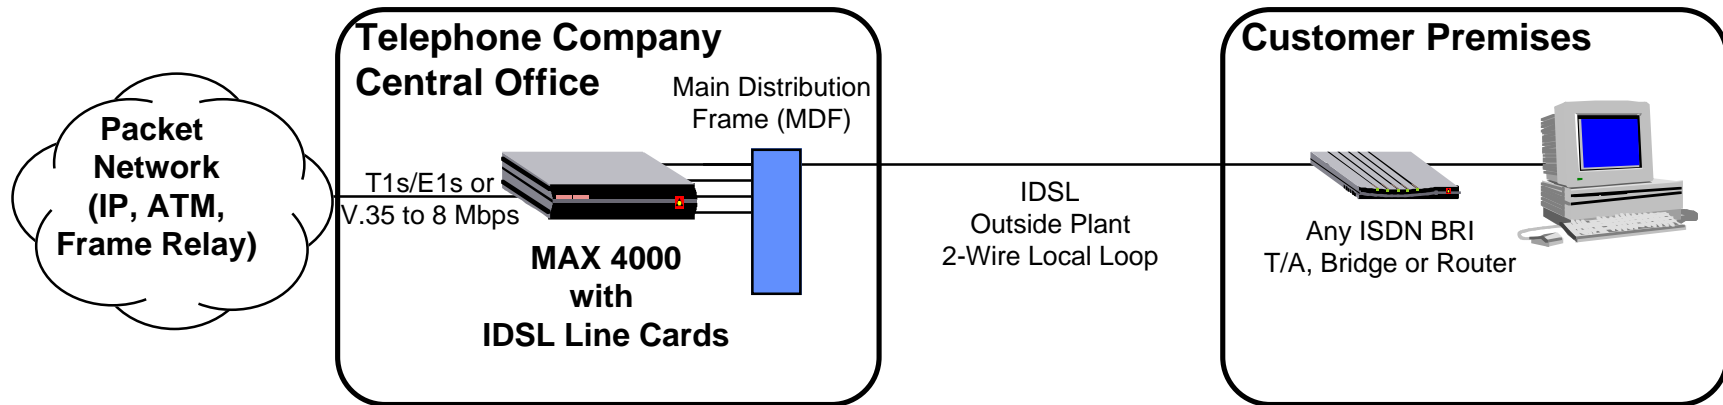 Telephone Company
Central Office
Customer Premises
Main Distribution
Frame (MDF)
Packet
Network
(IP, ATM,
Frame Relay)
T1s/E1s or
V.35 to 8 Mbps
MAX 4000
with
IDSL Line Cards
IDSL
Outside Plant
2-Wire Local Loop
Any ISDN BRI
T/A, Bridge or Router